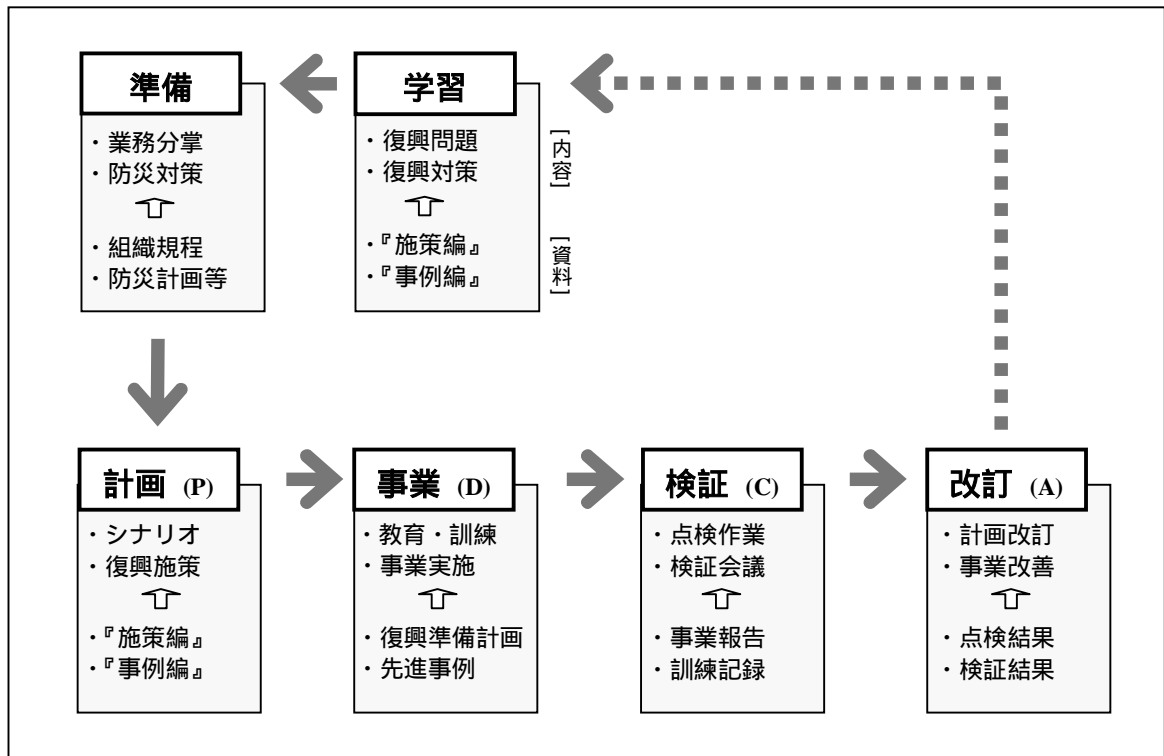 準備
・業務分掌
・防災対策
・組織規程
・防災計画等
学習
・復興問題
・復興対策
・『施策編』
・『事例編』
[内容]
[資料]
計画 (P)
・シナリオ
・復興施策
・『施策編』
・『事例編』
事業 (D)
・教育・訓練
・事業実施
・復興準備計画
・先進事例
検証 (C)
・点検作業
・検証会議
・事業報告
・訓練記録
改訂 (A)
・計画改訂
・事業改善
・点検結果
・検証結果